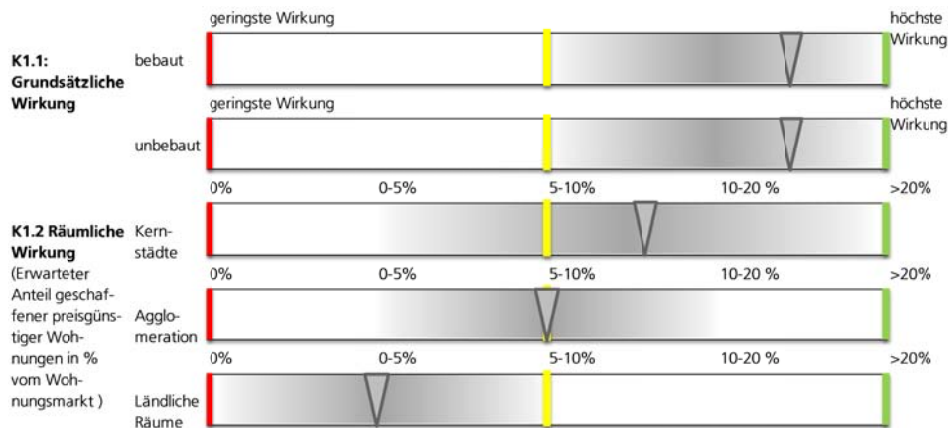 geringste Wirkung höchste Wirkung
K1.1: Grundsätzliche Wirkung
bebaut
geringste Wirkung höchste Wirkung
unbebaut
0% 0-5% 5-10% 10-20 % >20%
K1.2 Räumliche Wirkung
(Erwarteter
Anteil geschaf-
fener preisgüns-
tiger Woh-
nungen in %
vom Woh-
nungsmarkt )
Kern-
städte
0% 0-5% 5-10% 10-20 % >20%
Agglo-
meration
0% 0-5% 5-10% 10-20 % >20%
Ländliche
Räume